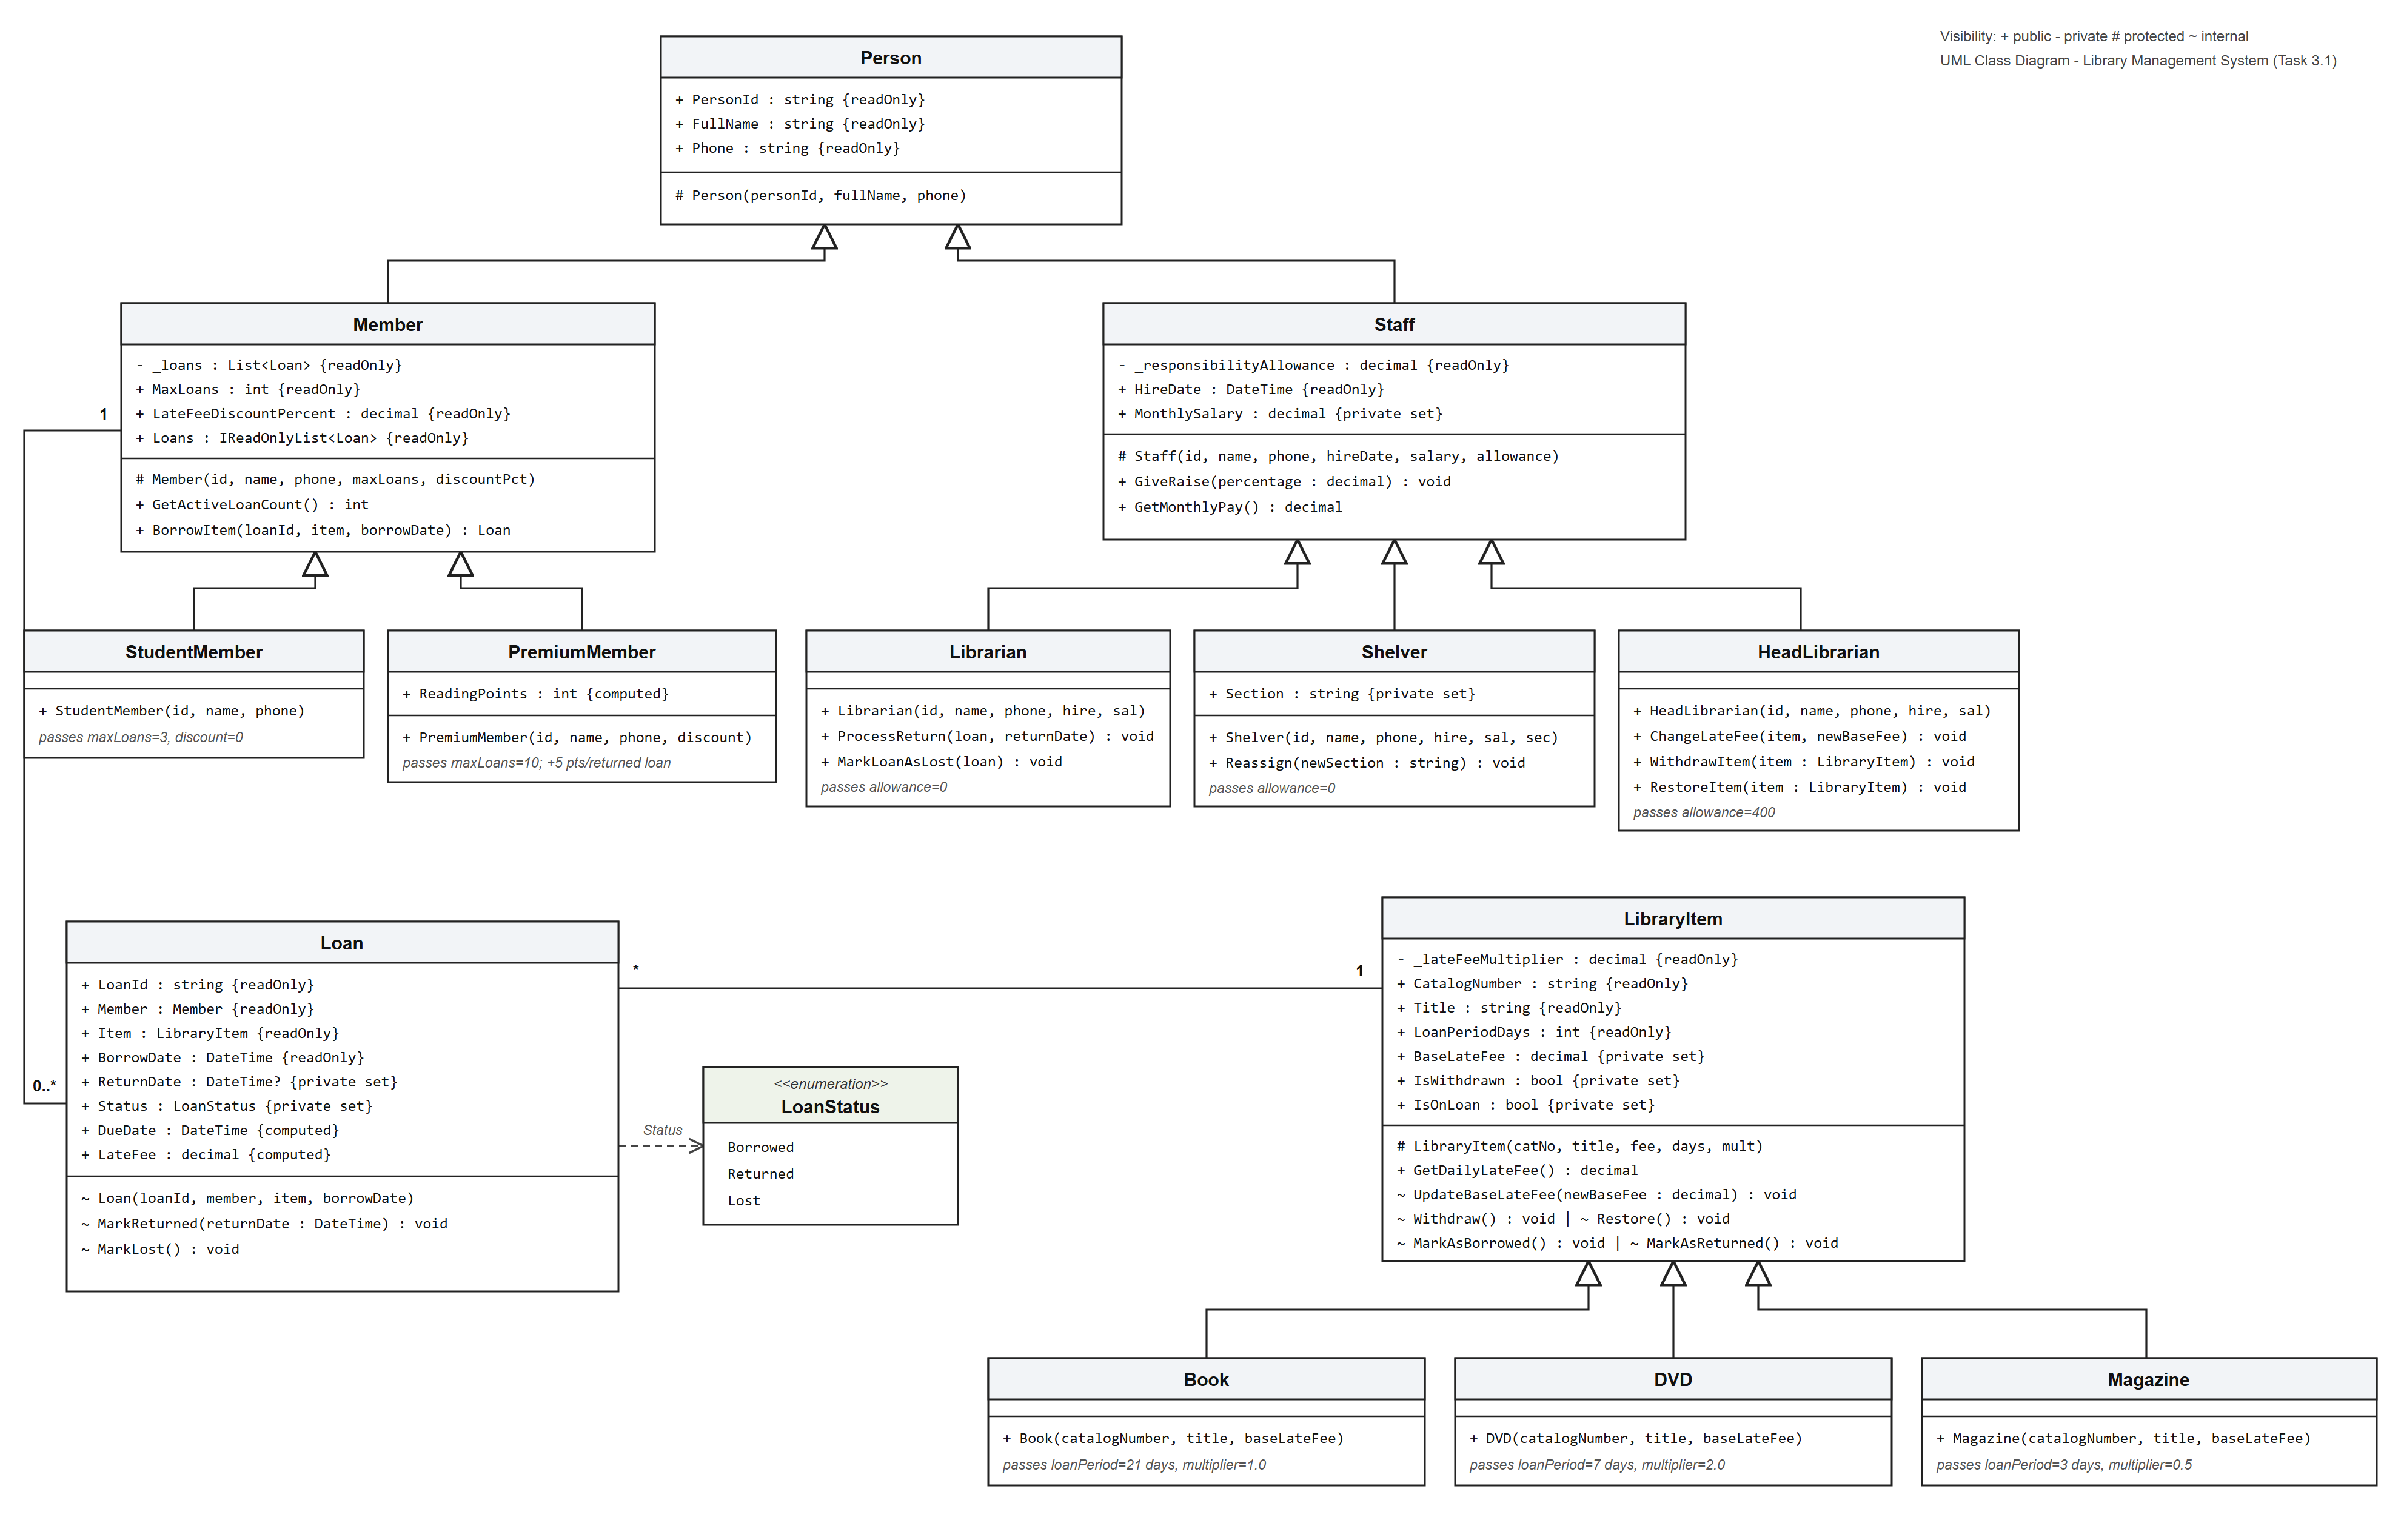 Visibility: + public - private # protected ~ internal
UML Class Diagram - Library Management System (Task 3.1)
Person
+ PersonId : string {readOnly}
+ FullName : string {readOnly}
+ Phone : string {readOnly}
# Person(personId, fullName, phone)
Member
- _loans : List<Loan> {readOnly}
+ MaxLoans : int {readOnly}
+ LateFeeDiscountPercent : decimal {readOnly}
+ Loans : IReadOnlyList<Loan> {readOnly}
# Member(id, name, phone, maxLoans, discountPct)
+ GetActiveLoanCount() : int
+ BorrowItem(loanId, item, borrowDate) : Loan
1
Staff
- _responsibilityAllowance : decimal {readOnly}
+ HireDate : DateTime {readOnly}
+ MonthlySalary : decimal {private set}
# Staff(id, name, phone, hireDate, salary, allowance)
+ GiveRaise(percentage : decimal) : void
+ GetMonthlyPay() : decimal
StudentMember
+ StudentMember(id, name, phone)
passes maxLoans=3, discount=0
PremiumMember
+ ReadingPoints : int {computed}
+ PremiumMember(id, name, phone, discount)
passes maxLoans=10; +5 pts/returned loan
Librarian
+ Librarian(id, name, phone, hire, sal)
+ ProcessReturn(loan, returnDate) : void
+ MarkLoanAsLost(loan) : void
passes allowance=0
Shelver
+ Section : string {private set}
+ Shelver(id, name, phone, hire, sal, sec)
+ Reassign(newSection : string) : void
passes allowance=0
HeadLibrarian
+ HeadLibrarian(id, name, phone, hire, sal)
+ ChangeLateFee(item, newBaseFee) : void
+ WithdrawItem(item : LibraryItem) : void
+ RestoreItem(item : LibraryItem) : void
passes allowance=400
Loan
+ LoanId : string {readOnly}
+ Member : Member {readOnly}
+ Item : LibraryItem {readOnly}
+ BorrowDate : DateTime {readOnly}
+ ReturnDate : DateTime? {private set}
+ Status : LoanStatus {private set}
+ DueDate : DateTime {computed}
+ LateFee : decimal {computed}
~ Loan(loanId, member, item, borrowDate)
~ MarkReturned(returnDate : DateTime) : void
~ MarkLost() : void
0..*
*
1
Status
<<enumeration>>
LoanStatus
Borrowed
Returned
Lost
LibraryItem
- _lateFeeMultiplier : decimal {readOnly}
+ CatalogNumber : string {readOnly}
+ Title : string {readOnly}
+ LoanPeriodDays : int {readOnly}
+ BaseLateFee : decimal {private set}
+ IsWithdrawn : bool {private set}
+ IsOnLoan : bool {private set}
# LibraryItem(catNo, title, fee, days, mult)
+ GetDailyLateFee() : decimal
~ UpdateBaseLateFee(newBaseFee : decimal) : void
~ Withdraw() : void | ~ Restore() : void
~ MarkAsBorrowed() : void | ~ MarkAsReturned() : void
Book
+ Book(catalogNumber, title, baseLateFee)
passes loanPeriod=21 days, multiplier=1.0
DVD
+ DVD(catalogNumber, title, baseLateFee)
passes loanPeriod=7 days, multiplier=2.0
Magazine
+ Magazine(catalogNumber, title, baseLateFee)
passes loanPeriod=3 days, multiplier=0.5